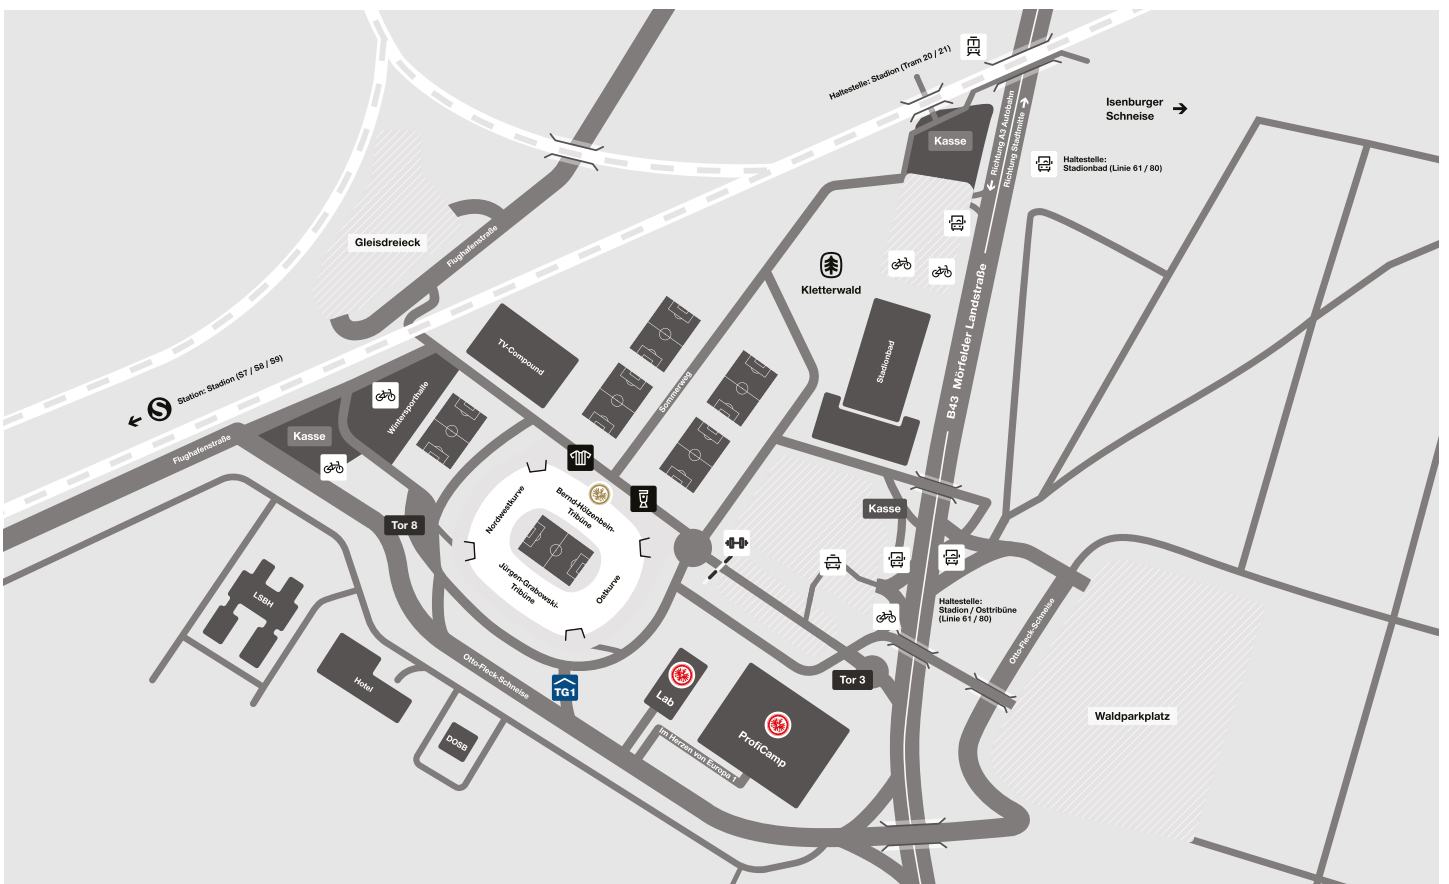 Haltestelle: Stadion (Tram 20 / 21)
Isenburger
Schneise
Kasse
Richtung A3 Autobahn
Richtung Stadtmitte
Haltestelle:
Stadionbad (Linie 61 / 80)
Gleisdreieck
Flughafenstraße
Kletterwald
B43 Mörfelder Landstraße
TV-Compound
Stadionbad
Sommerweg
Station: Stadion (S7 / S8 / S9)
S
Wintersporthalle
Kasse
Flughafenstraße
Nordwestkurve
Bernd-Hölzenbein-
Tribüne
Kasse
Tor 8
Jürgen-Grabowski-
Tribüne
Ostkurve
LSBH
Haltestelle:
Stadion / Osttribüne
(Linie 61 / 80)
Otto-Fleck-Schneise
Otto-Fleck-Schneise
Hotel
TG1
Lab
Tor 3
Waldparkplatz
DOSB
ProfiCamp
Im Herzen von Europa 1